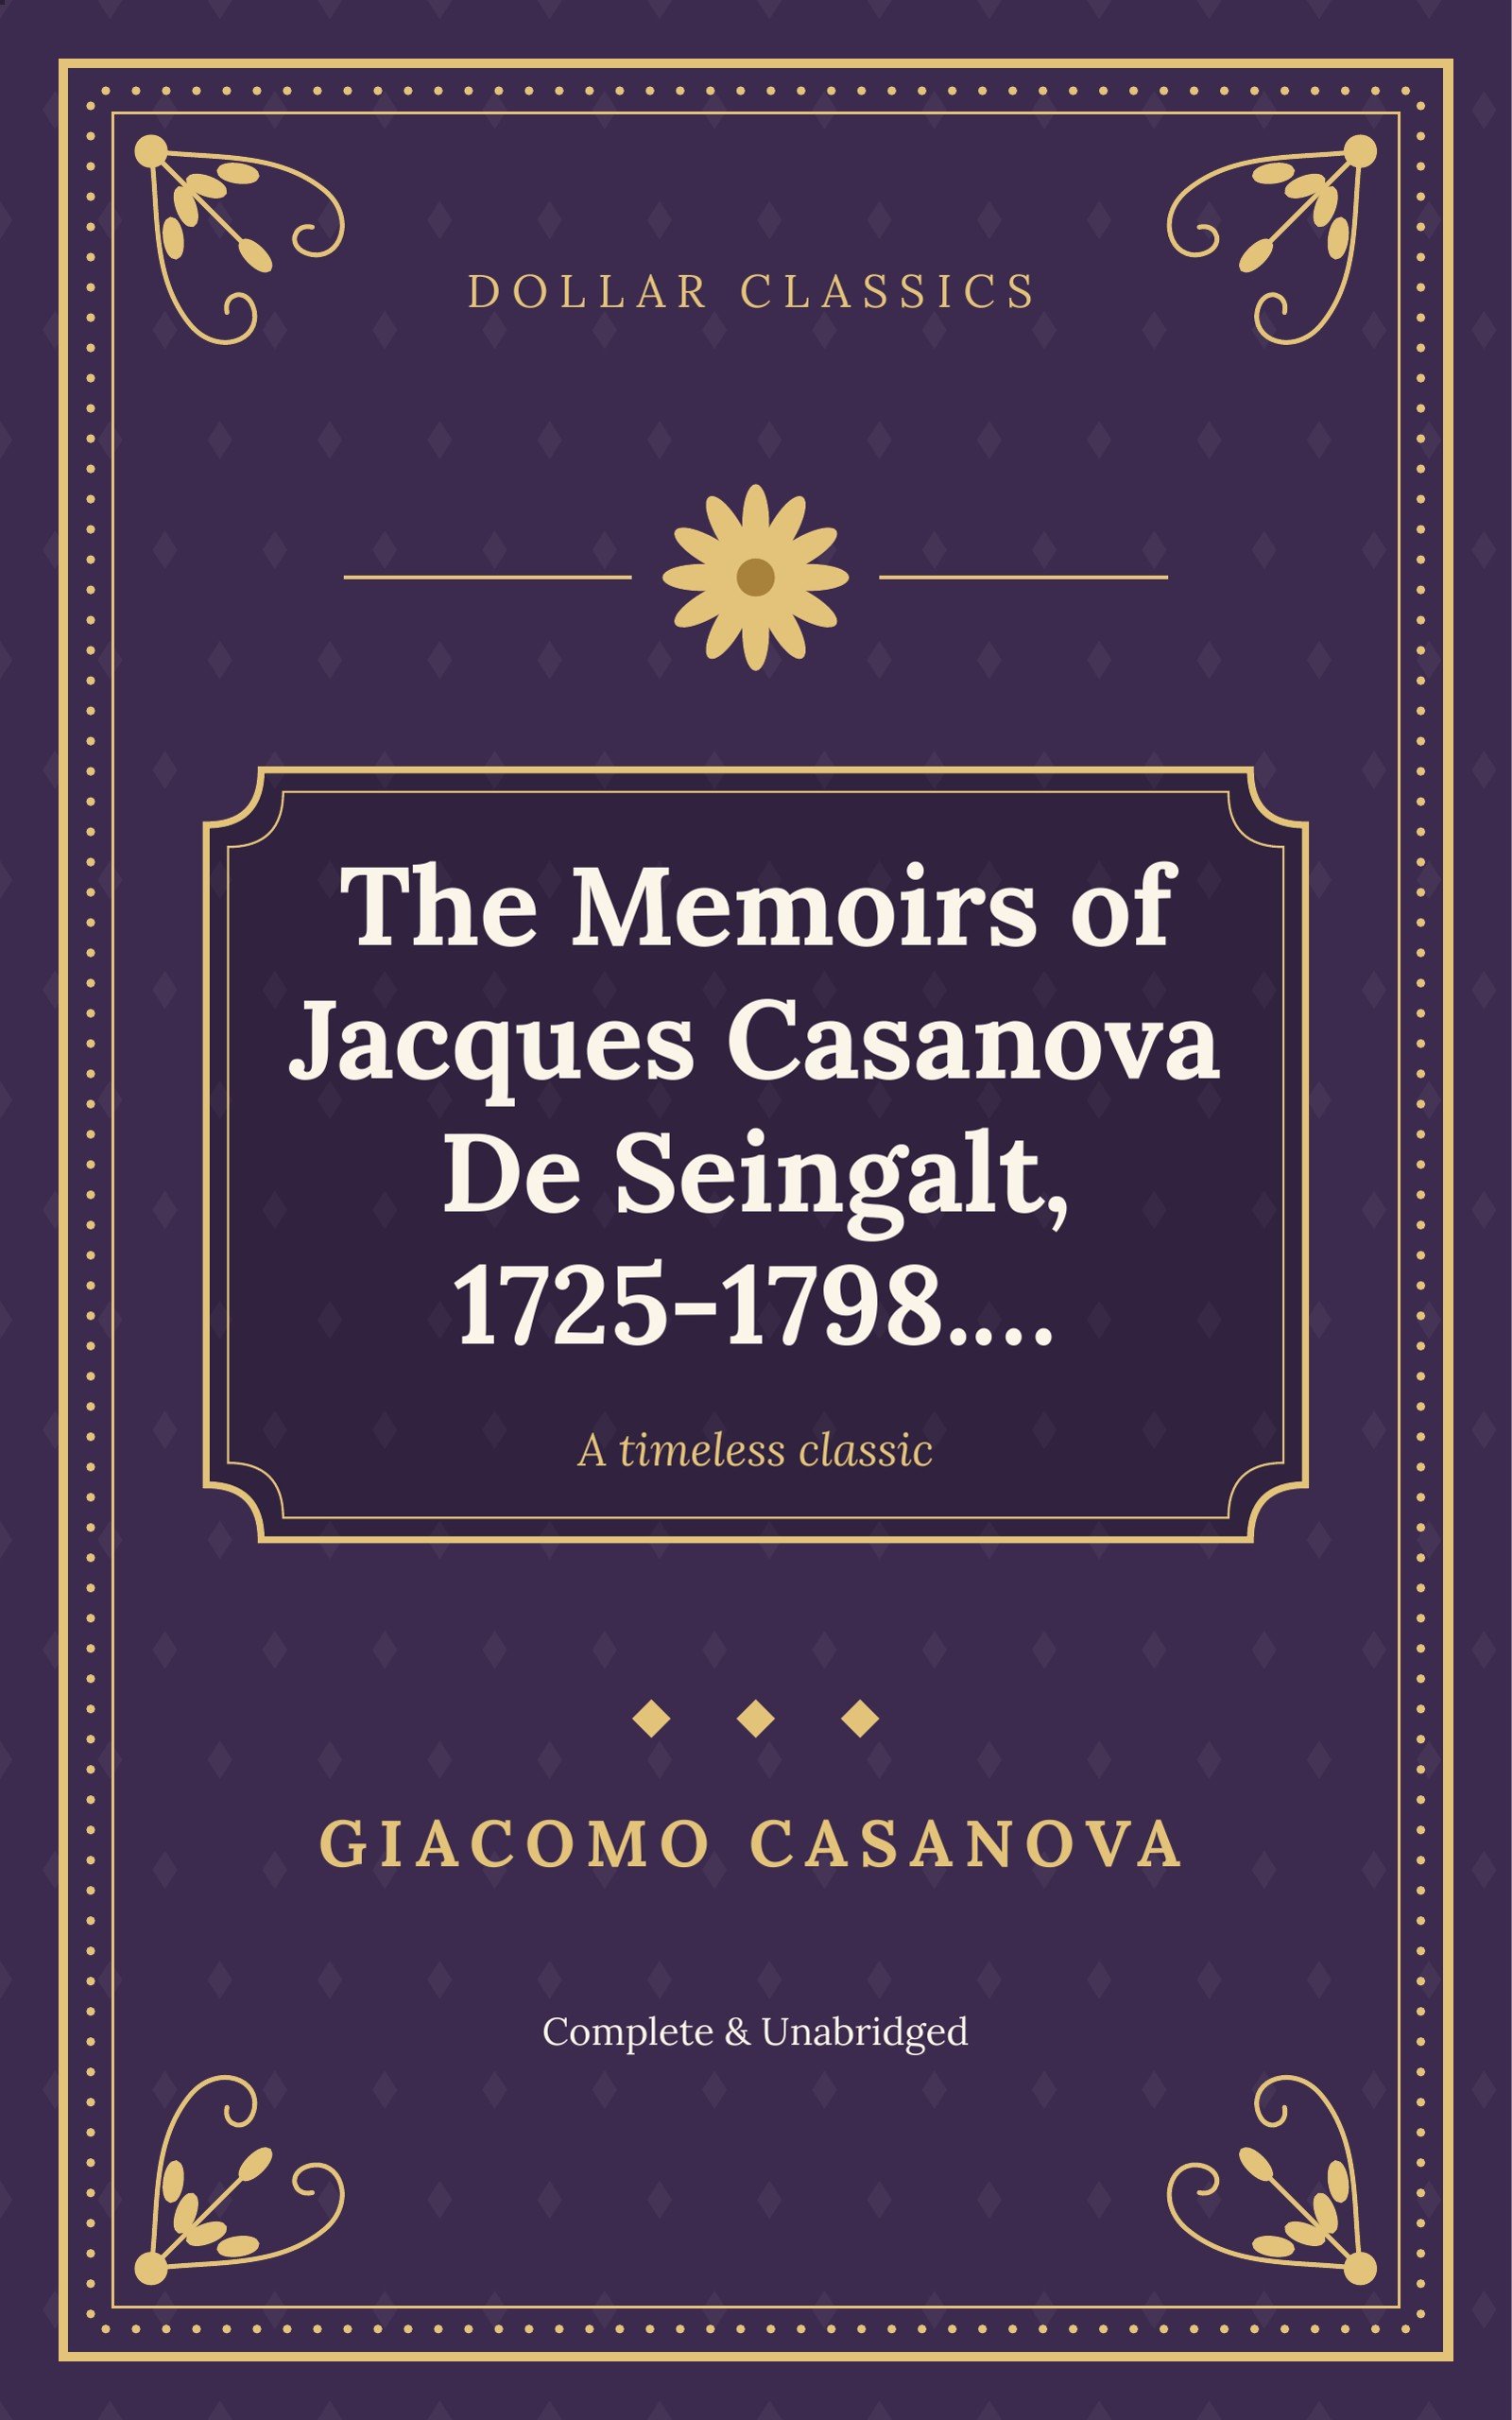 DOLLAR CLASSICS
The Memoirs of
Jacques Casanova
De Seingalt,
1725–1798....
A timeless classic
GIACOMO CASANOVA
Complete & Unabridged